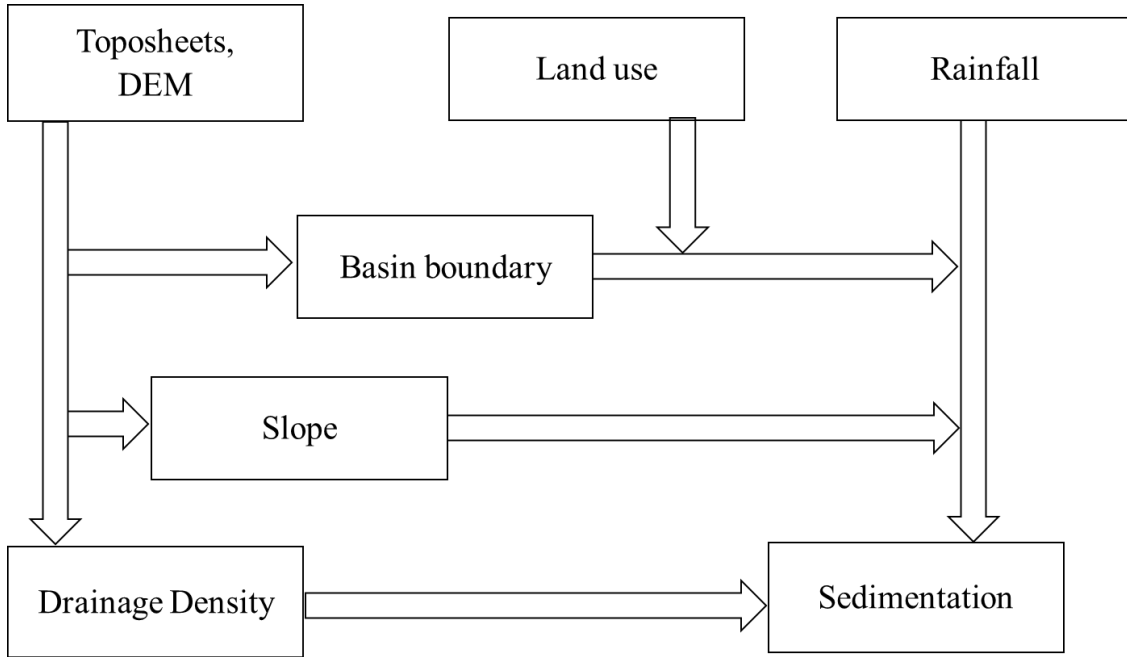 Toposheets,
DEM
Land use
Rainfall
Basin boundary
Slope
Drainage Density
Sedimentation